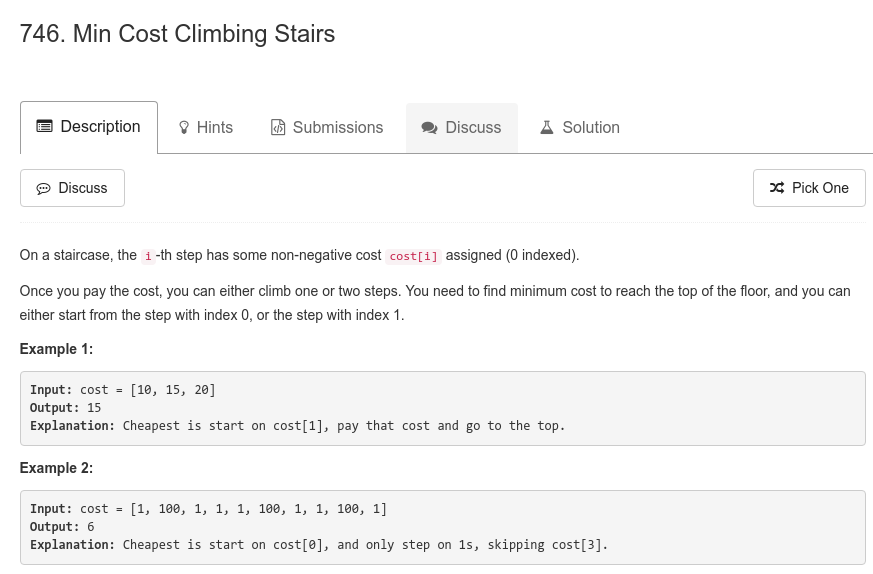 746. Min Cost Climbing Stairs
Description Hints Submissions Discuss Solution
Discuss Pick One
On a staircase, the i -th step has some non-negative cost cost[i] assigned (0 indexed).
Once you pay the cost, you can either climb one or two steps. You need to find minimum cost to reach the top of the floor, and you can
either start from the step with index 0, or the step with index 1.
Example 1:
Input: cost = [10, 15, 20]
Output: 15
Explanation: Cheapest is start on cost[1], pay that cost and go to the top.
Example 2:
Input: cost = [1, 100, 1, 1, 1, 100, 1, 1, 100, 1]
Output: 6
Explanation: Cheapest is start on cost[0], and only step on 1s, skipping cost[3].